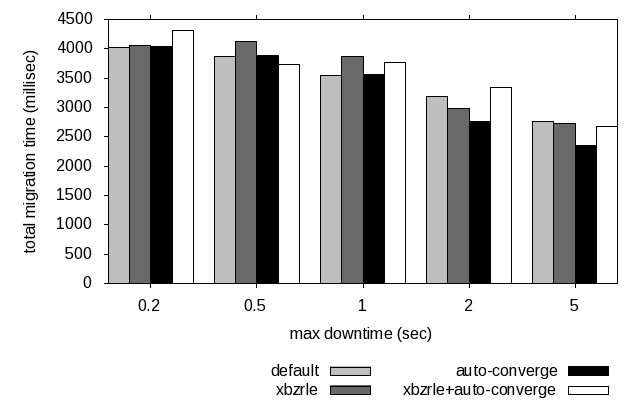 4500
4000
3500
3000
2500
2000
1500
1000
500
0
total migration time (millisec)
0.2 0.5 1 2 5
max downtime (sec)
default auto-converge
xbzrle xbzrle+auto-converge